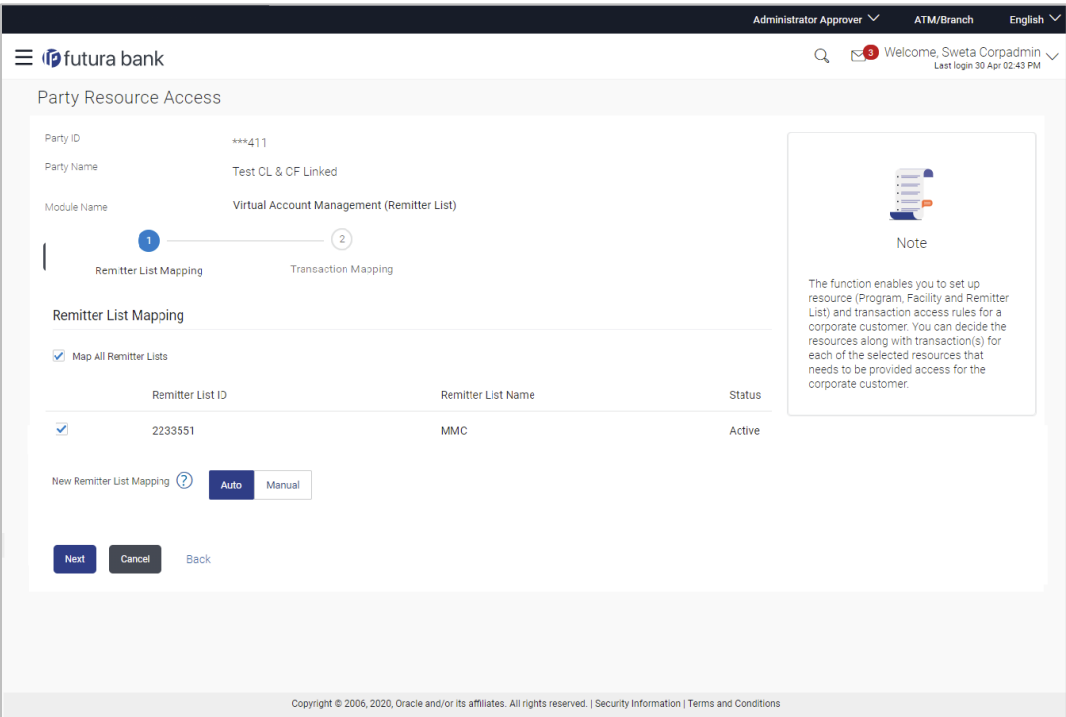 Administrator Approver ATM/Branch English
futura bank 3 Welcome, Sweta Corpadmin
Last login 30 Apr 02:43 PM
Party Resource Access
Party ID ***411
Party Name Test CL & CF Linked
Module Name Virtual Account Management (Remitter List)
1 2
Remitter List Mapping Transaction Mapping
Remitter List Mapping
Map All Remitter Lists
Remitter List ID Remitter List Name Status
2233551 MMC Active
New Remitter List Mapping ? Auto Manual
Next Cancel Back
Note
The function enables you to set up
resource (Program, Facility and Remitter
List) and transaction access rules for a
corporate customer. You can decide the
resources along with transaction(s) for
each of the selected resources that
needs to be provided access for the
corporate customer.
Copyright © 2006, 2020, Oracle and/or its affiliates. All rights reserved. | Security Information | Terms and Conditions